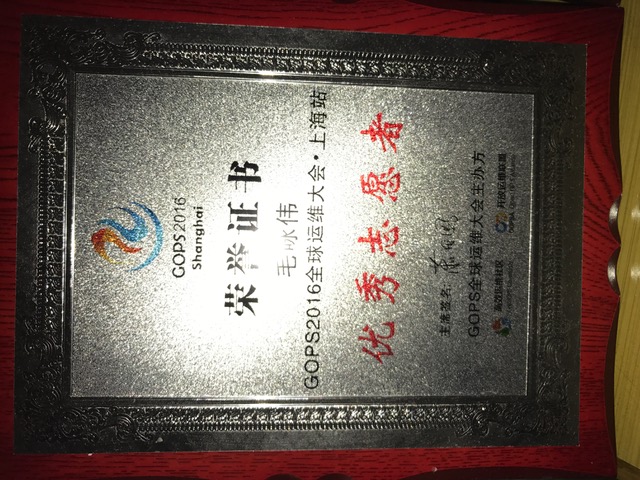 GOPS2016
Shanghai
荣誉证书
毛咏伟
GOPS2016全球运维大会·上海站
优秀志愿者
主席签名:
GOPS全球运维大会主办方
高效运维社区
开放运维联盟
OOPSA Open OPS Alliance